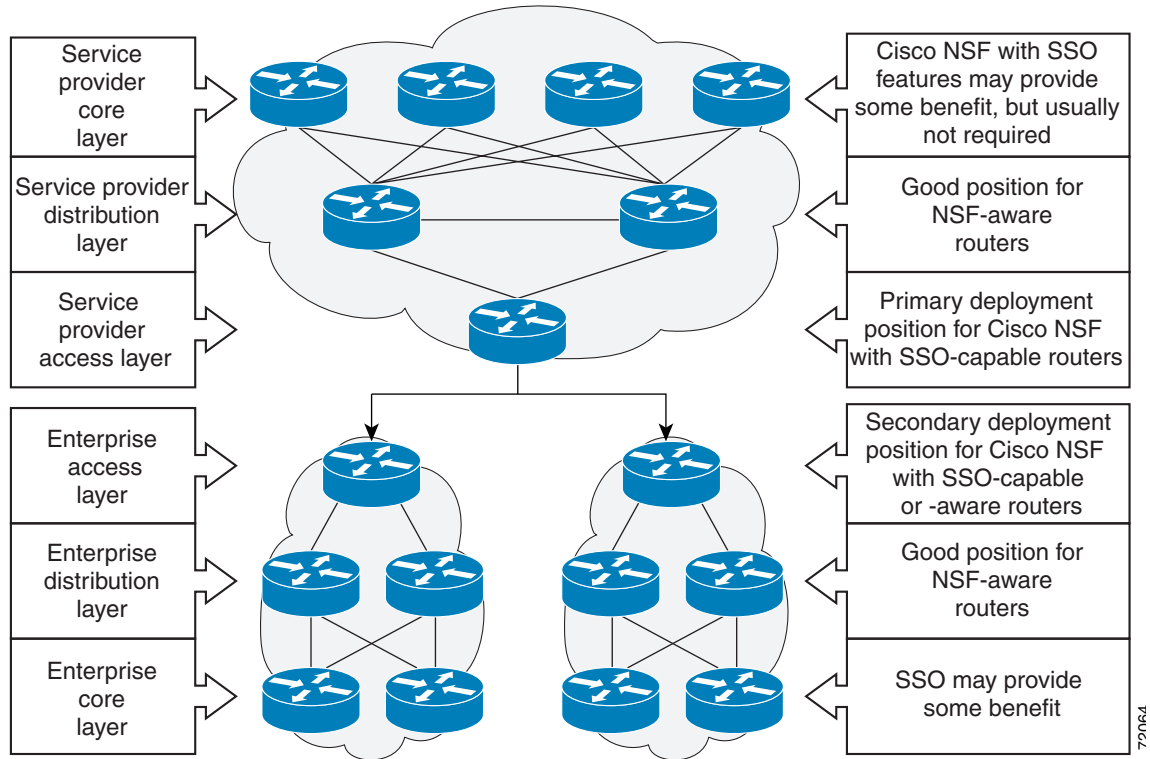 Service
provider
core
layer
Cisco NSF with SSO
features may provide
some benefit, but usually
not required
Service provider
distribution
layer
Good position for
NSF-aware
routers
Service
provider
access layer
Primary deployment
position for Cisco NSF
with SSO-capable routers
Enterprise
access
layer
Secondary deployment
position for Cisco NSF
with SSO-capable
or -aware routers
Enterprise
distribution
layer
Good position for
NSF-aware
routers
Enterprise
core
layer
SSO may provide
some benefit
72064